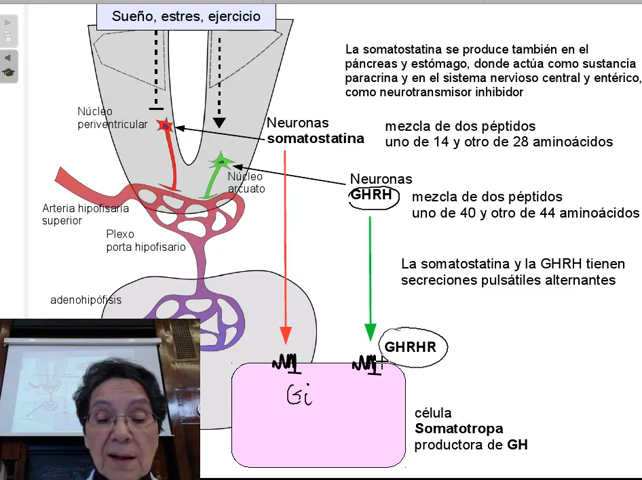 Sueño, estres, ejercicio
La somatostatina se produce también en el
páncreas y estómago, donde actúa como sustancia
paracrina y en el sistema nervioso central y entérico,
como neurotransmisor inhibidor
Núcleo
periventricular
Neuronas
somatostatina
mezcla de dos péptidos
uno de 14 y otro de 28 aminoácidos
Núcleo
arcuato
Neuronas
GHRH
mezcla de dos péptidos
uno de 40 y otro de 44 aminoácidos
Arteria hipofisaria
superior
Plexo
porta hipofisario
La somatostatina y la GHRH tienen
secreciones pulsátiles alternantes
adenohipófisis
GHRHR
Gi
célula
Somatotropa
productora de GH